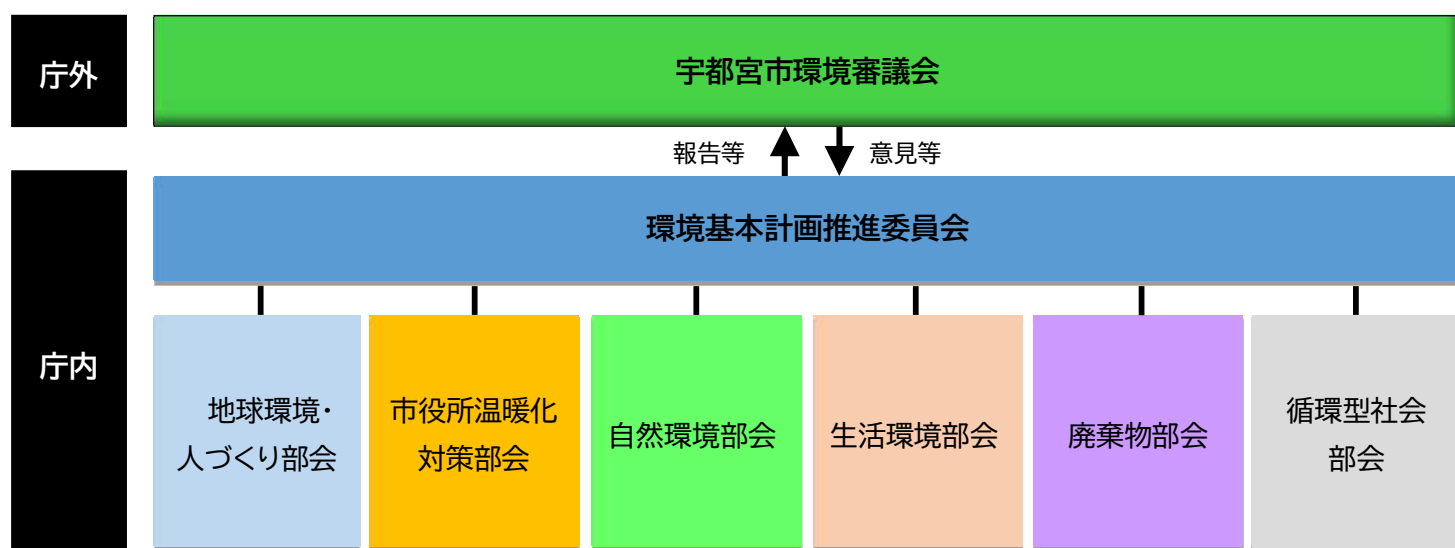 庁外
宇都宮市環境審議会
報告等
意見等
庁内
環境基本計画推進委員会
地球環境・
人づくり部会
市役所温暖化
対策部会
自然環境部会
生活環境部会
廃棄物部会
循環型社会
部会